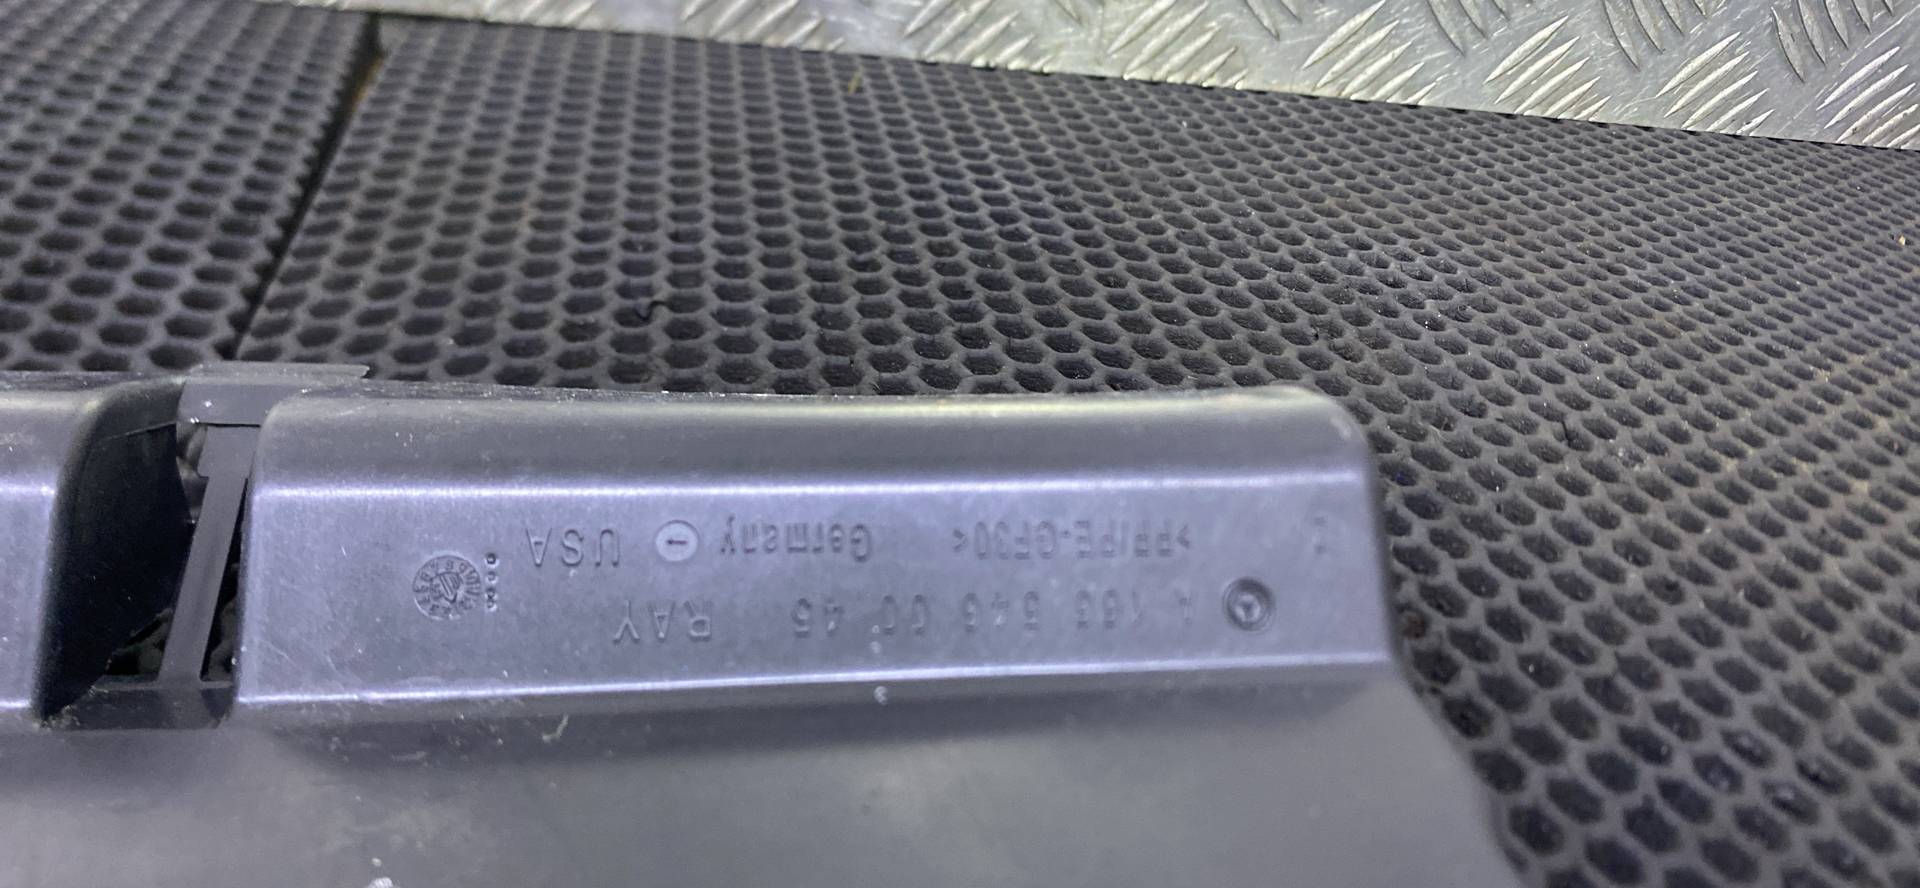 A 163 546 00 45 RAY
>PP/PE-GF30< Germany USA